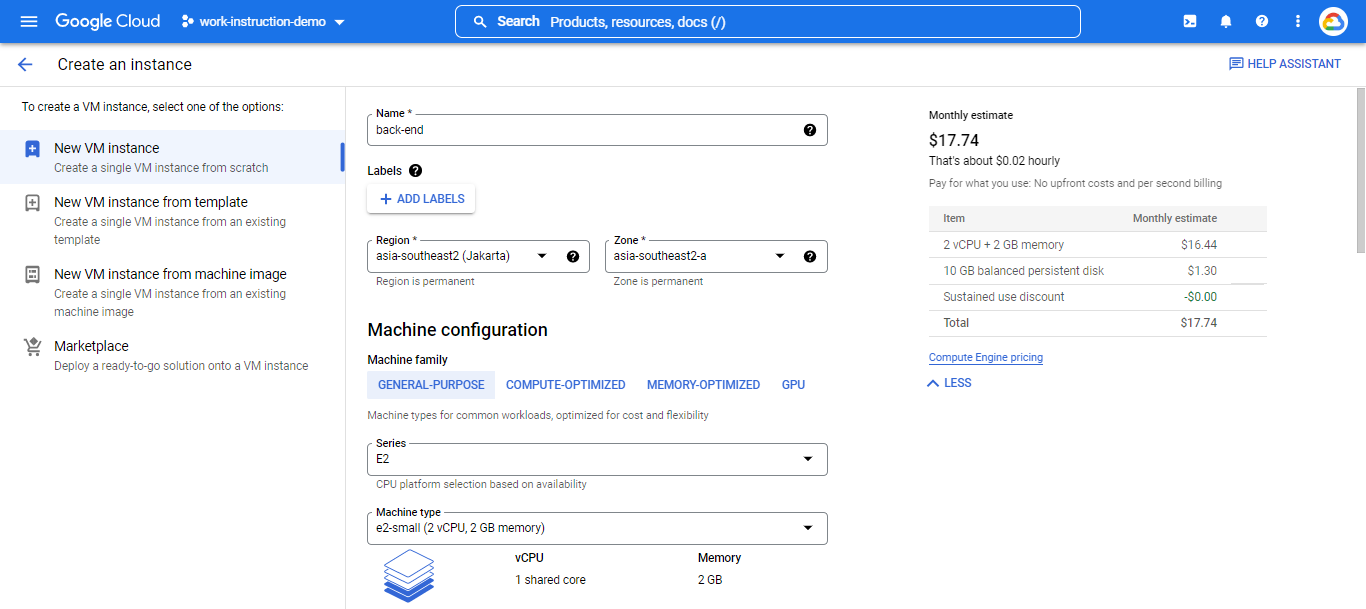 Google Cloud
work-instruction-demo
Search Products, resources, docs (/)
Create an instance
HELP ASSISTANT
To create a VM instance, select one of the options:
New VM instance
Create a single VM instance from scratch
New VM instance from template
Create a single VM instance from an existing
template
New VM instance from machine image
Create a single VM instance from an existing
machine image
Marketplace
Deploy a ready-to-go solution onto a VM instance
Name *
back-end
Labels
ADD LABELS
Region *
asia-southeast2 (Jakarta)
Region is permanent
Zone *
asia-southeast2-a
Zone is permanent
Machine configuration
Machine family
GENERAL-PURPOSE COMPUTE-OPTIMIZED MEMORY-OPTIMIZED GPU
Machine types for common workloads, optimized for cost and flexibility
Series
E2
CPU platform selection based on availability
Machine type
e2-small (2 vCPU, 2 GB memory)
vCPU Memory
1 shared core 2 GB
Monthly estimate
$17.74
That's about $0.02 hourly
Pay for what you use: No upfront costs and per second billing
Item Monthly estimate
2 vCPU + 2 GB memory $16.44
10 GB balanced persistent disk $1.30
Sustained use discount -$0.00
Total $17.74
Compute Engine pricing
LESS